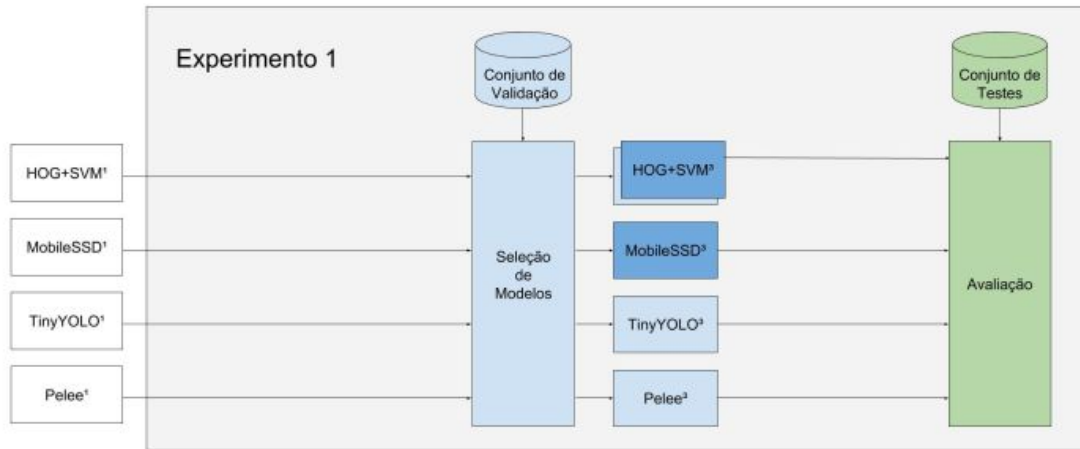 Experimento 1
Conjunto de
Validação
Conjunto de
Testes
HOG+SVM¹
HOG+SVM³
MobileSSD¹
MobileSSD³
Seleção
de
Modelos
Avaliação
TinyYOLO¹
TinyYOLO³
Pelee¹
Pelee³